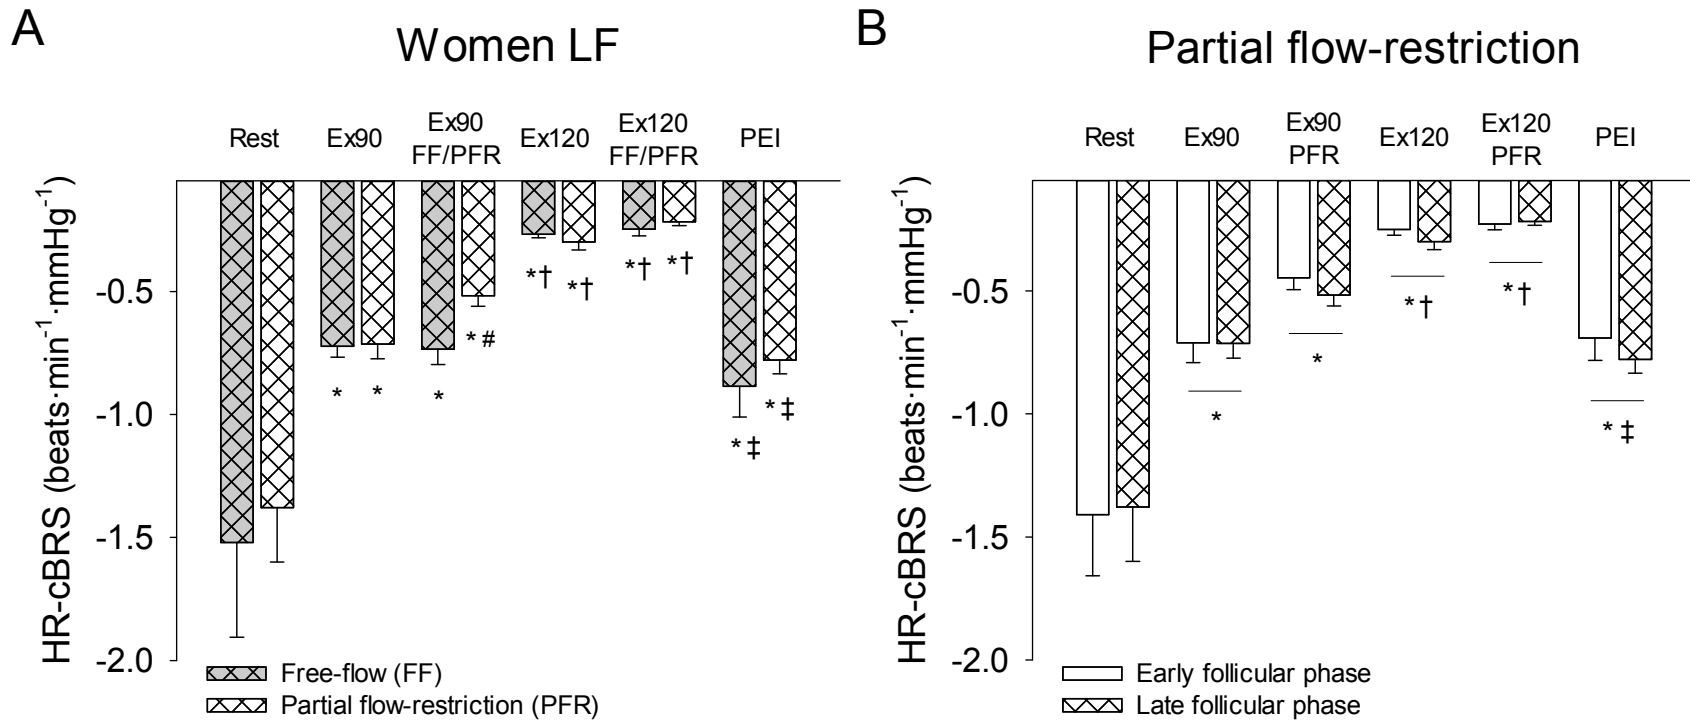 A
Women LF
Rest
Ex90
Ex90
FF/PFR
Ex120
Ex120
FF/PFR
PEI
HR-cBRS (beats·min⁻¹·mmHg⁻¹)
-0.5
-1.0
-1.5
-2.0
*
*
*
* #
*†
*†
*†
*†
* ‡
* ‡
Free-flow (FF)
Partial flow-restriction (PFR)
B
Partial flow-restriction
Rest
Ex90
Ex90
PFR
Ex120
Ex120
PFR
PEI
HR-cBRS (beats·min⁻¹·mmHg⁻¹)
-0.5
-1.0
-1.5
-2.0
*
*
*†
*†
* ‡
Early follicular phase
Late follicular phase